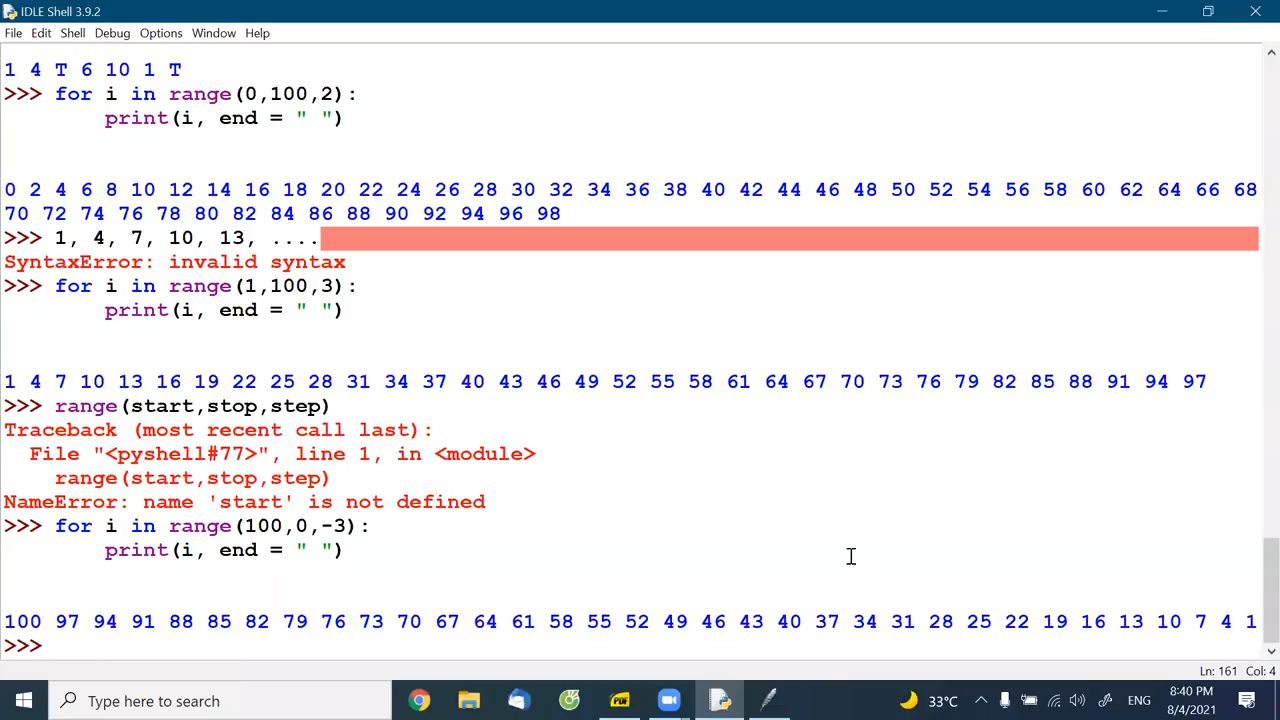 IDLE Shell 3.9.2
File Edit Shell Debug Options Window Help
1 4 T 6 10 1 T
>>> for i in range(0,100,2):
        print(i, end = " ")
0 2 4 6 8 10 12 14 16 18 20 22 24 26 28 30 32 34 36 38 40 42 44 46 48 50 52 54 56 58 60 62 64 66 68
70 72 74 76 78 80 82 84 86 88 90 92 94 96 98
>>> 1, 4, 7, 10, 13, ....
SyntaxError: invalid syntax
>>> for i in range(1,100,3):
        print(i, end = " ")
1 4 7 10 13 16 19 22 25 28 31 34 37 40 43 46 49 52 55 58 61 64 67 70 73 76 79 82 85 88 91 94 97
>>> range(start,stop,step)
Traceback (most recent call last):
  File "<pyshell#77>", line 1, in <module>
    range(start,stop,step)
NameError: name 'start' is not defined
>>> for i in range(100,0,-3):
        print(i, end = " ")
100 97 94 91 88 85 82 79 76 73 70 67 64 61 58 55 52 49 46 43 40 37 34 31 28 25 22 19 16 13 10 7 4 1
>>>
Ln: 161 Col: 4
Type here to search
PDF
33°C
ENG
8:40 PM
8/4/2021